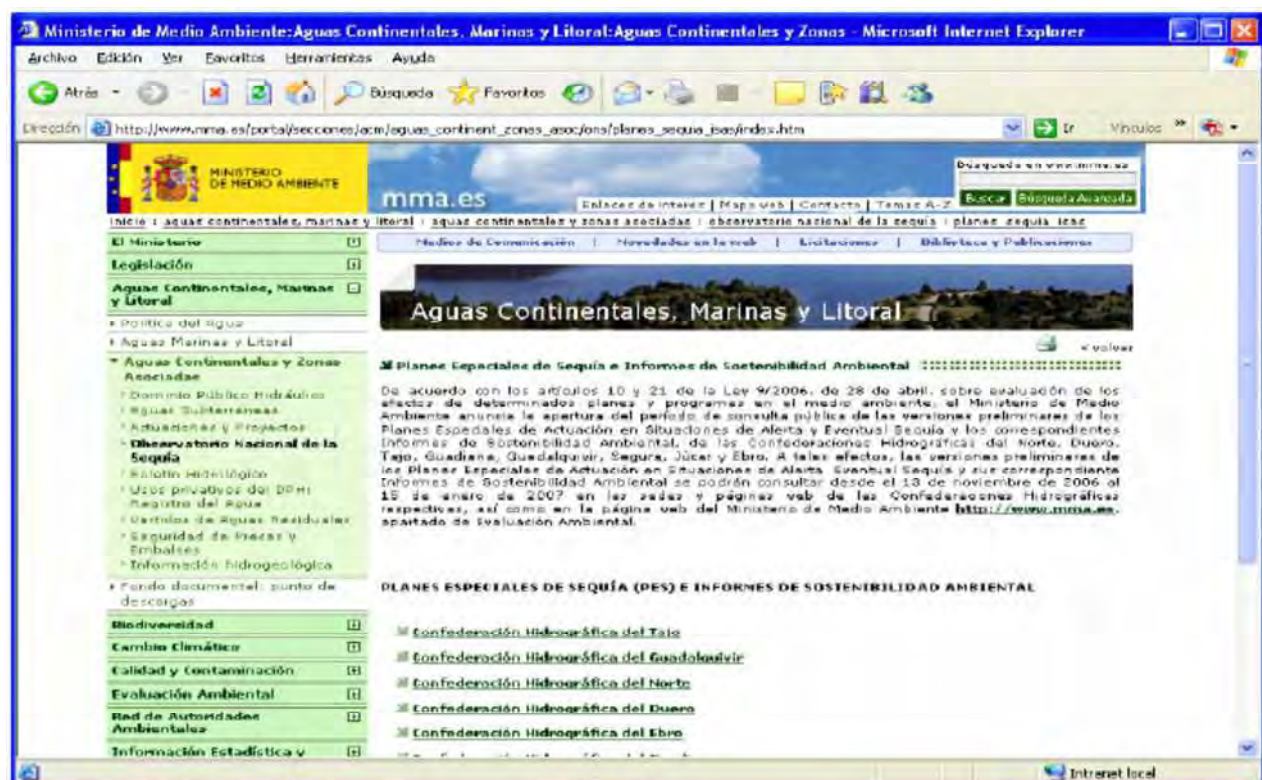 Ministerio de Medio Ambiente:Aguas Continentales, Marinas y Litoral:Aguas Continentales y Zonas - Microsoft Internet Explorer
Archivo Edición Ver Favoritos Herramientas Ayuda
Atrás Búsqueda Favoritos
Dirección http://www.mma.es/portal/secciones/acm/aguas_continent_zonas_asoc/ons/planes_sequia_isas/index.htm Ir Vínculos
MINISTERIO
DE MEDIO AMBIENTE
mma.es
Búsqueda en www.mma.es
Enlaces de interés | Mapa web | Contacto | Temas A-Z
Buscar Búsqueda Avanzada
inicio : aguas continentales, marinas y litoral : aguas continentales y zonas asociadas : observatorio nacional de la sequía : planes_sequia_isas
Medios de Comunicación | Novedades en la web | Licitaciones | Biblioteca y Publicaciones
El Ministerio
Legislación
Aguas Continentales, Marinas
y Litoral
Política del Agua
Aguas Marinas y Litoral
Aguas Continentales y Zonas
Asociadas
Dominio Público Hidráulico
Aguas Subterráneas
Actuaciones y Proyectos
Observatorio Nacional de la
Sequía
Boletín Hidrológico
Usos privativos del DPH:
Registro del Agua
Vertidos de Aguas Residuales
Seguridad de Presas y
Embalses
Información hidrogeológica
Fondo documental: punto de
descargas
Biodiversidad
Cambio Climático
Calidad y Contaminación
Evaluación Ambiental
Red de Autoridades
Ambientales
Información Estadística y
Aguas Continentales, Marinas y Litoral
< volver
Planes Especiales de Sequía e Informes de Sostenibilidad Ambiental
De acuerdo con los artículos 10 y 21 de la Ley 9/2006, de 28 de abril, sobre evaluación de los
efectos de determinados planes y programas en el medio ambiente, el Ministerio de Medio
Ambiente anuncia la apertura del período de consulta pública de las versiones preliminares de los
Planes Especiales de Actuación en Situaciones de Alerta y Eventual Sequía y los correspondientes
Informes de Sostenibilidad Ambiental, de las Confederaciones Hidrográficas del Norte, Duero,
Tajo, Guadiana, Guadalquivir, Segura, Júcar y Ebro. A tales efectos, las versiones preliminares de
los Planes Especiales de Actuación en Situaciones de Alerta Eventual Sequía y sus correspondiente
Informes de Sostenibilidad Ambiental se podrán consultar desde el 13 de noviembre de 2006 al
15 de enero de 2007 en las sedes y páginas web de las Confederaciones Hidrográficas
respectivas, así como en la página web del Ministerio de Medio Ambiente http://www.mma.es,
apartado de Evaluación Ambiental.
PLANES ESPECIALES DE SEQUÍA (PES) E INFORMES DE SOSTENIBILIDAD AMBIENTAL
Confederación Hidrográfica del Tajo
Confederación Hidrográfica del Guadalquivir
Confederación Hidrográfica del Norte
Confederación Hidrográfica del Duero
Confederación Hidrográfica del Ebro
Intranet local